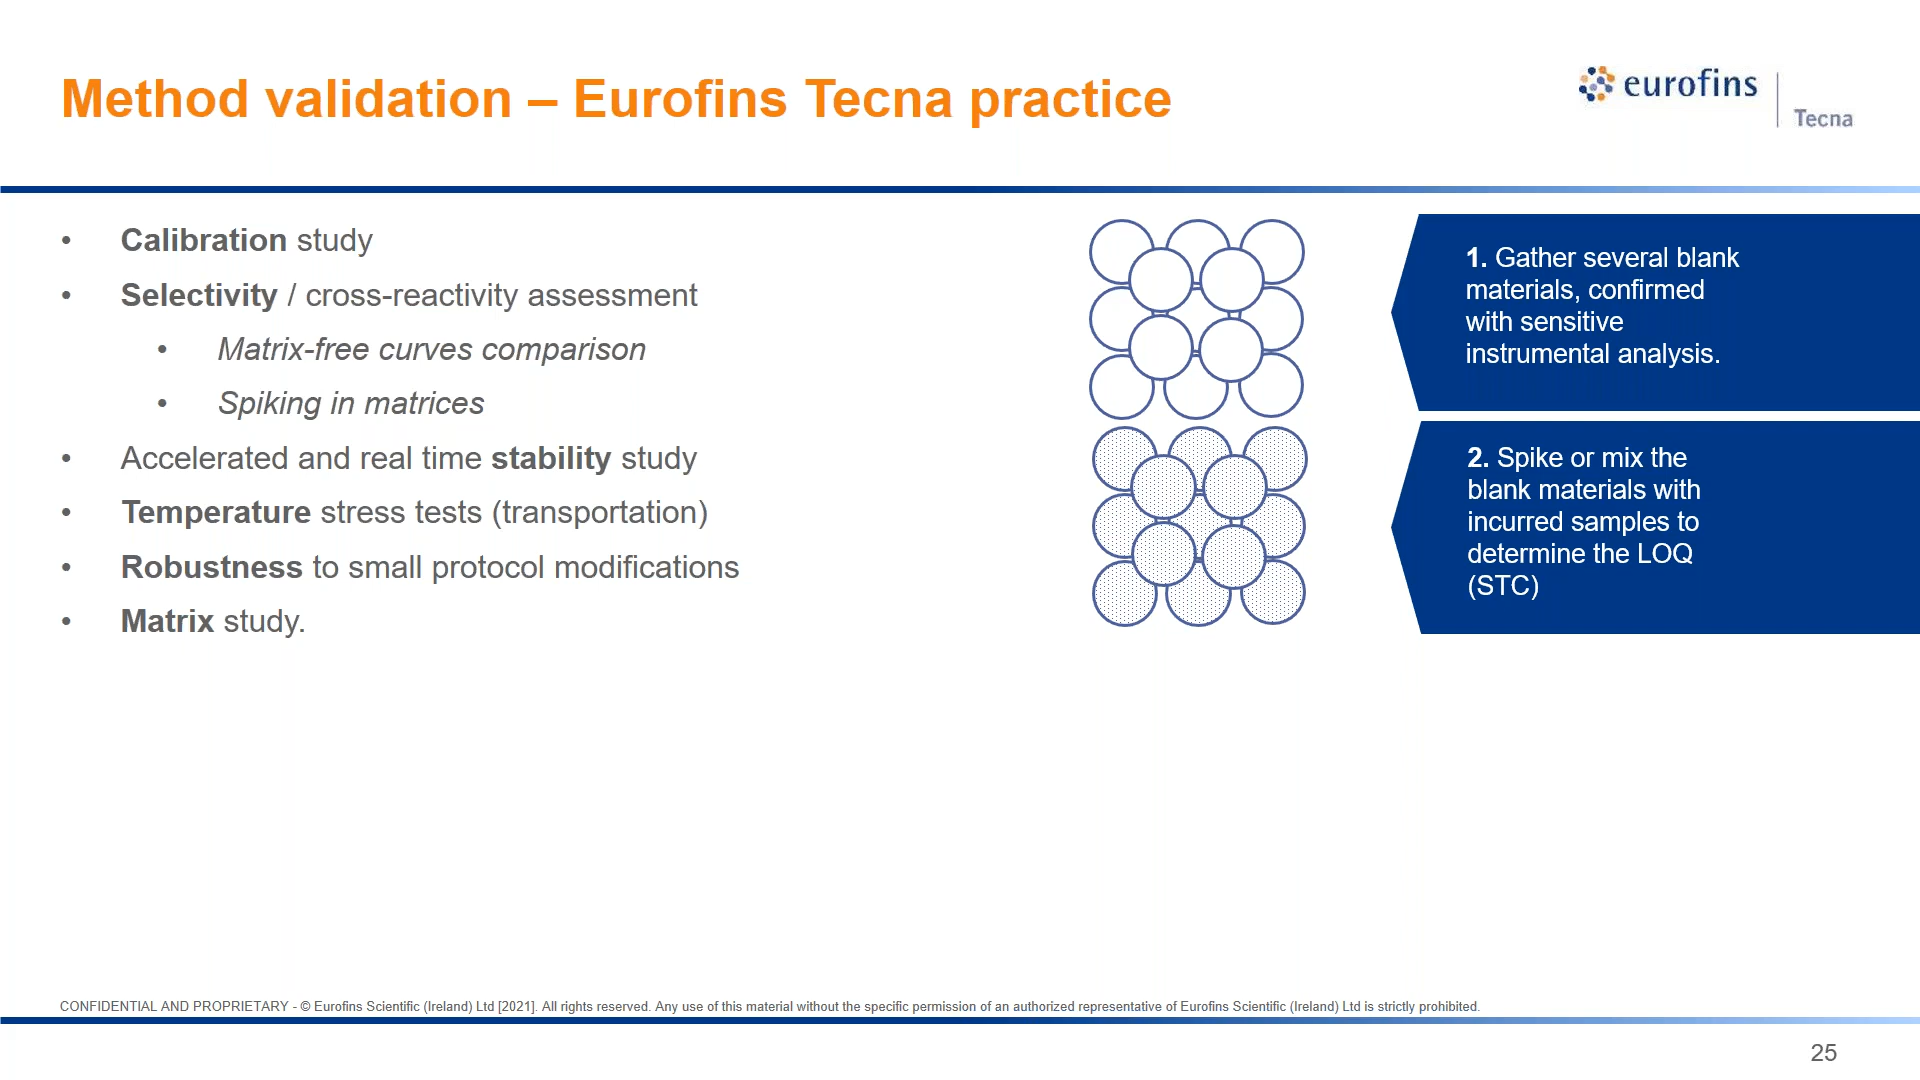 Method validation – Eurofins Tecna practice
eurofins
Tecna
• Calibration study
• Selectivity / cross-reactivity assessment
• Matrix-free curves comparison
• Spiking in matrices
• Accelerated and real time stability study
• Temperature stress tests (transportation)
• Robustness to small protocol modifications
• Matrix study.
1. Gather several blank
materials, confirmed
with sensitive
instrumental analysis.
2. Spike or mix the
blank materials with
incurred samples to
determine the LOQ
(STC)
CONFIDENTIAL AND PROPRIETARY - © Eurofins Scientific (Ireland) Ltd [2021]. All rights reserved. Any use of this material without the specific permission of an authorized representative of Eurofins Scientific (Ireland) Ltd is strictly prohibited.
25